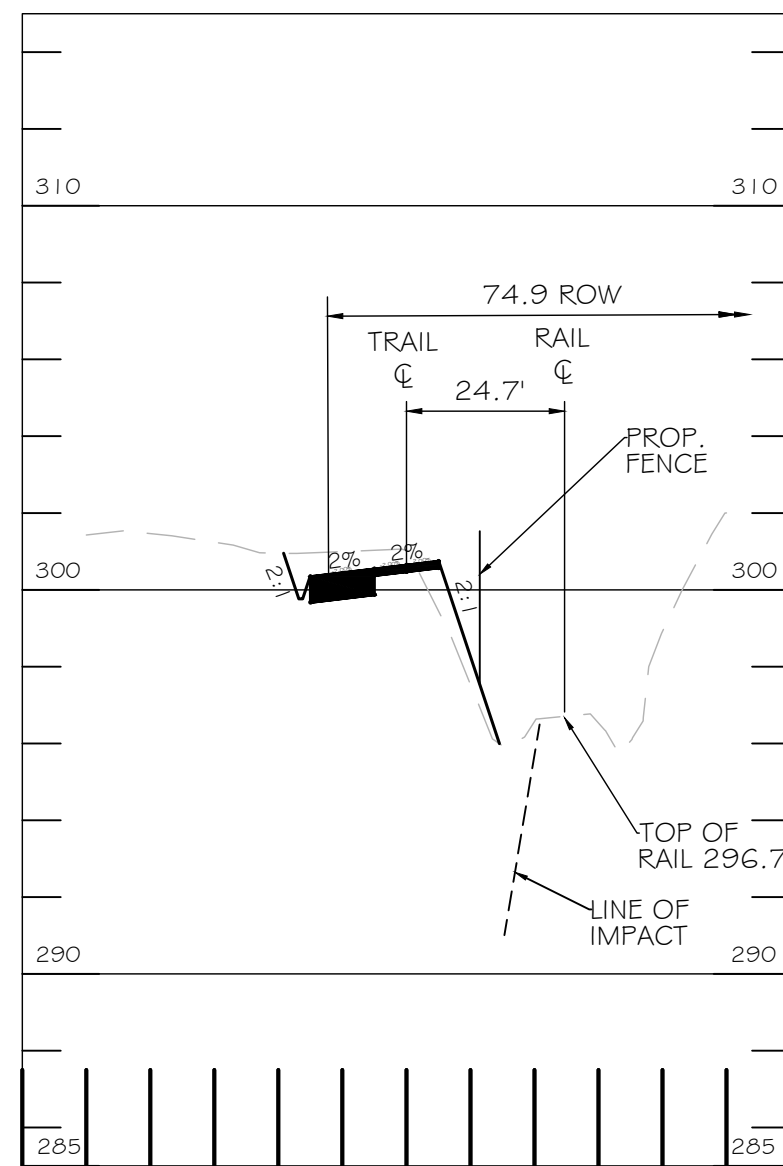 310
310
74.9 ROW
TRAIL
℄
RAIL
℄
24.7'
PROP.
FENCE
300
2:1
2%
2%
2:1
300
TOP OF
RAIL 296.7
LINE OF
IMPACT
290
290
285
285